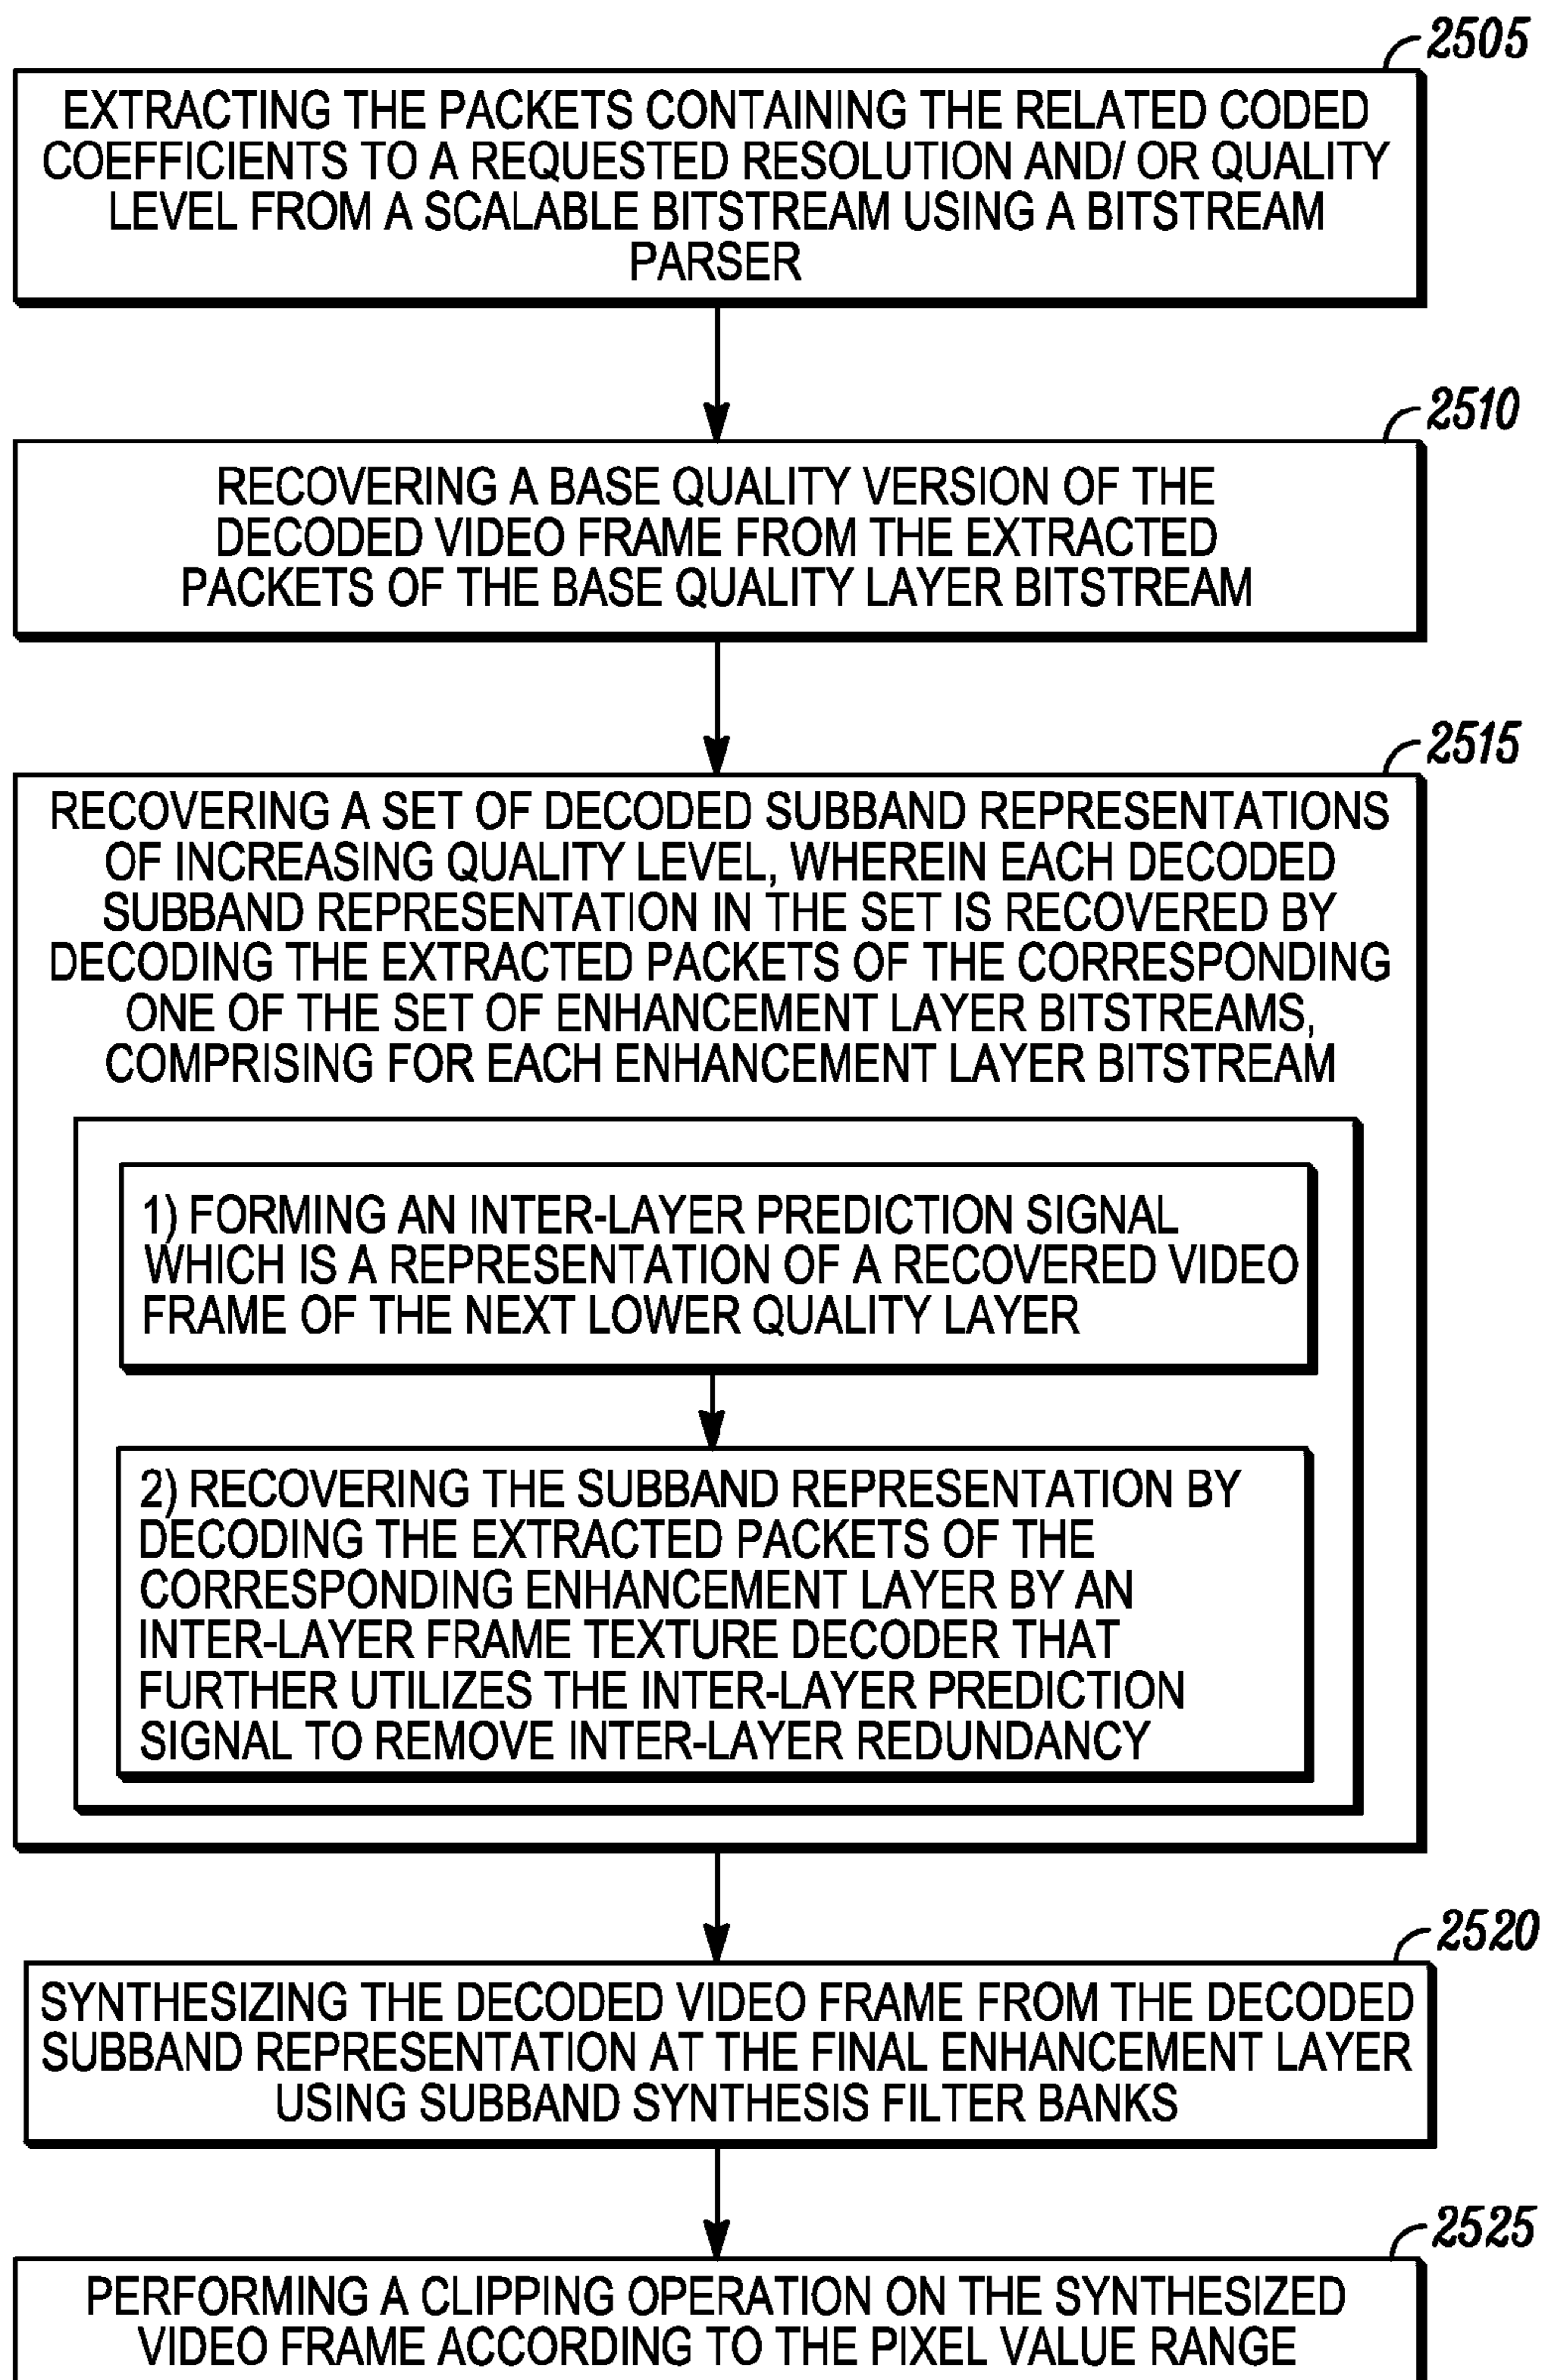 2505
EXTRACTING THE PACKETS CONTAINING THE RELATED CODED
COEFFICIENTS TO A REQUESTED RESOLUTION AND/ OR QUALITY
LEVEL FROM A SCALABLE BITSTREAM USING A BITSTREAM
PARSER
2510
RECOVERING A BASE QUALITY VERSION OF THE
DECODED VIDEO FRAME FROM THE EXTRACTED
PACKETS OF THE BASE QUALITY LAYER BITSTREAM
2515
RECOVERING A SET OF DECODED SUBBAND REPRESENTATIONS
OF INCREASING QUALITY LEVEL, WHEREIN EACH DECODED
SUBBAND REPRESENTATION IN THE SET IS RECOVERED BY
DECODING THE EXTRACTED PACKETS OF THE CORRESPONDING
ONE OF THE SET OF ENHANCEMENT LAYER BITSTREAMS,
COMPRISING FOR EACH ENHANCEMENT LAYER BITSTREAM
1) FORMING AN INTER-LAYER PREDICTION SIGNAL
WHICH IS A REPRESENTATION OF A RECOVERED VIDEO
FRAME OF THE NEXT LOWER QUALITY LAYER
2) RECOVERING THE SUBBAND REPRESENTATION BY
DECODING THE EXTRACTED PACKETS OF THE
CORRESPONDING ENHANCEMENT LAYER BY AN
INTER-LAYER FRAME TEXTURE DECODER THAT
FURTHER UTILIZES THE INTER-LAYER PREDICTION
SIGNAL TO REMOVE INTER-LAYER REDUNDANCY
2520
SYNTHESIZING THE DECODED VIDEO FRAME FROM THE DECODED
SUBBAND REPRESENTATION AT THE FINAL ENHANCEMENT LAYER
USING SUBBAND SYNTHESIS FILTER BANKS
2525
PERFORMING A CLIPPING OPERATION ON THE SYNTHESIZED
VIDEO FRAME ACCORDING TO THE PIXEL VALUE RANGE